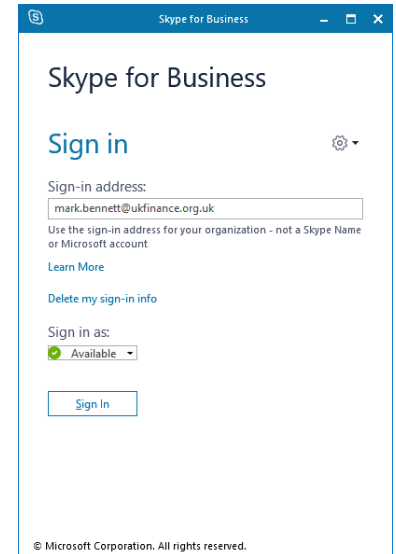 Skype for Business
Skype for Business
Sign in
Sign-in address:
mark.bennett@ukfinance.org.uk
Use the sign-in address for your organization - not a Skype Name
or Microsoft account
Learn More
Delete my sign-in info
Sign in as:
Available
Sign In
© Microsoft Corporation. All rights reserved.